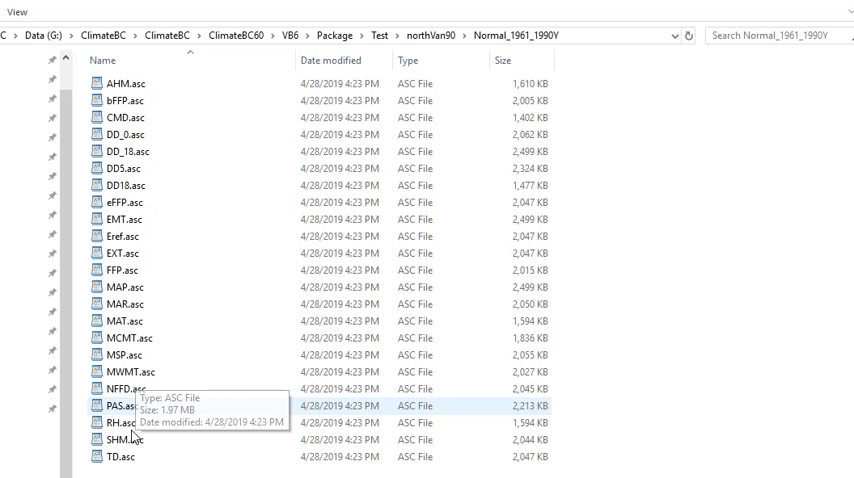 View
C > Data (G:) > ClimateBC > ClimateBC > ClimateBC60 > VB6 > Package > Test > northVan90 > Normal_1961_1990Y Search Normal_1961_1990Y
Name Date modified Type Size
AHM.asc 4/28/2019 4:23 PM ASC File 1,610 KB
bFFP.asc 4/28/2019 4:23 PM ASC File 2,005 KB
CMD.asc 4/28/2019 4:23 PM ASC File 1,402 KB
DD_0.asc 4/28/2019 4:23 PM ASC File 2,062 KB
DD_18.asc 4/28/2019 4:23 PM ASC File 2,499 KB
DD5.asc 4/28/2019 4:23 PM ASC File 2,324 KB
DD18.asc 4/28/2019 4:23 PM ASC File 1,477 KB
eFFP.asc 4/28/2019 4:23 PM ASC File 2,047 KB
EMT.asc 4/28/2019 4:23 PM ASC File 2,499 KB
Eref.asc 4/28/2019 4:23 PM ASC File 2,047 KB
EXT.asc 4/28/2019 4:23 PM ASC File 2,047 KB
FFP.asc 4/28/2019 4:23 PM ASC File 2,015 KB
MAP.asc 4/28/2019 4:23 PM ASC File 2,499 KB
MAR.asc 4/28/2019 4:23 PM ASC File 2,050 KB
MAT.asc 4/28/2019 4:23 PM ASC File 1,594 KB
MCMT.asc 4/28/2019 4:23 PM ASC File 1,836 KB
MSP.asc 4/28/2019 4:23 PM ASC File 2,055 KB
MWMT.asc 4/28/2019 4:23 PM ASC File 2,027 KB
NFFD.asc 4/28/2019 4:23 PM ASC File 2,045 KB
Type: ASC File
PAS.asc 4/28/2019 4:23 PM ASC File 2,213 KB
Size: 1.97 MB
RH.asc Date modified: 4/28/2019 4:23 PM 4/28/2019 4:23 PM ASC File 1,594 KB
SHM.asc 4/28/2019 4:23 PM ASC File 2,044 KB
TD.asc 4/28/2019 4:23 PM ASC File 2,047 KB